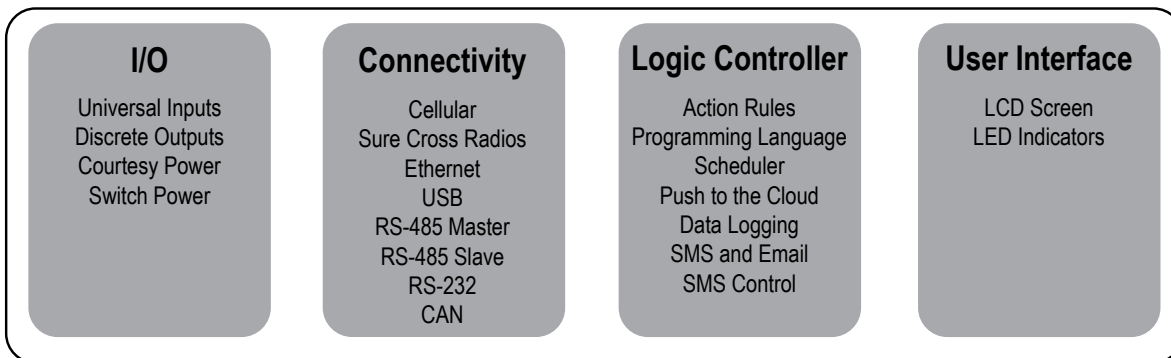 I/O
Universal Inputs
Discrete Outputs
Courtesy Power
Switch Power
Connectivity
Cellular
Sure Cross Radios
Ethernet
USB
RS-485 Master
RS-485 Slave
RS-232
CAN
Logic Controller
Action Rules
Programming Language
Scheduler
Push to the Cloud
Data Logging
SMS and Email
SMS Control
User Interface
LCD Screen
LED Indicators